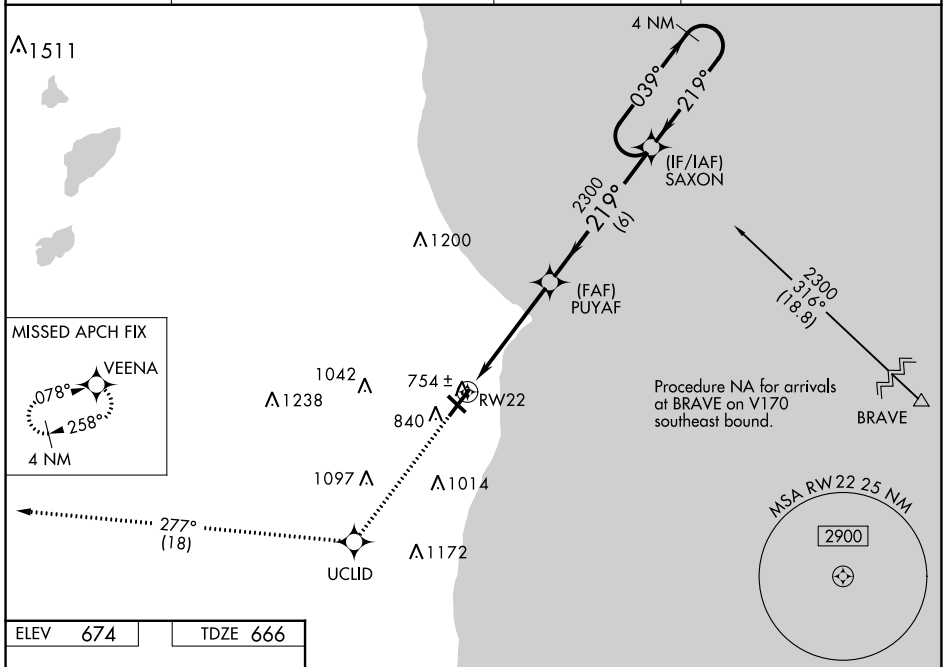 4 NM
1511
039°
219°
(IF/IAF)
SAXON
2300
219°
(6)
1200
2300
316°
(18.8)
(FAF)
PUYAF
MISSED APCH FIX
VEENA
078°
258°
4 NM
1042
754 ±
RW22
1238
840
Procedure NA for arrivals
at BRAVE on V170
southeast bound.
BRAVE
1097
1014
MSA RW 22 25 NM
2900
277°
(18)
1172
UCLID
ELEV 674
TDZE 666